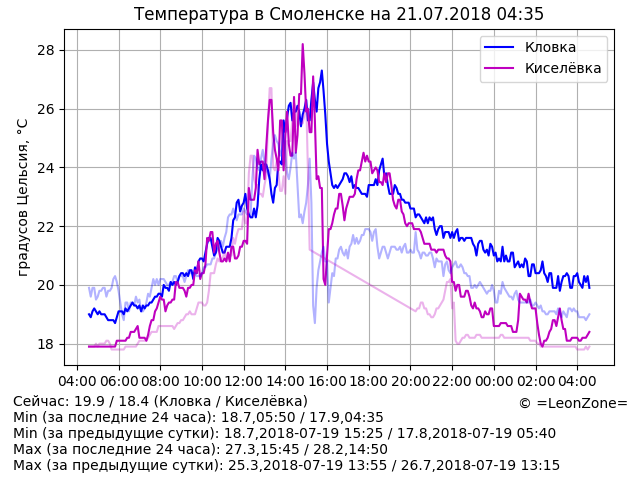 Температура в Смоленске на 21.07.2018 04:35
градусов Цельсия, °C
28
26
24
22
20
18
Кловка
Киселёвка
04:00 06:00 08:00 10:00 12:00 14:00 16:00 18:00 20:00 22:00 00:00 02:00 04:00
Сейчас: 19.9 / 18.4 (Кловка / Киселёвка)
© =LeonZone=
Min (за последние 24 часа): 18.7,05:50 / 17.9,04:35
Min (за предыдущие сутки): 18.7,2018-07-19 15:25 / 17.8,2018-07-19 05:40
Max (за последние 24 часа): 27.3,15:45 / 28.2,14:50
Max (за предыдущие сутки): 25.3,2018-07-19 13:55 / 26.7,2018-07-19 13:15